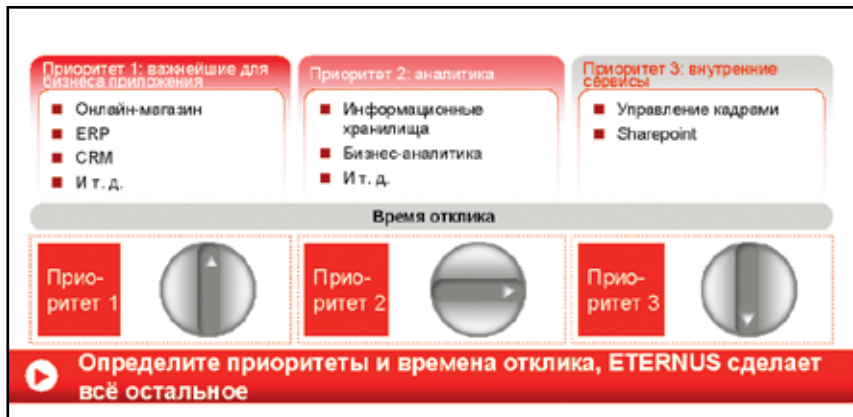 Приоритет 1: важнейшие для
бизнеса приложения
Онлайн-магазин
ERP
CRM
И т. д.
Приоритет 2: аналитика
Информационные
хранилища
Бизнес-аналитика
И т. д.
Приоритет 3: внутренние
сервисы
Управление кадрами
Sharepoint
Время отклика
Прио-
ритет 1
Прио-
ритет 2
Прио-
ритет 3
Определите приоритеты и времена отклика, ETERNUS сделает
всё остальное